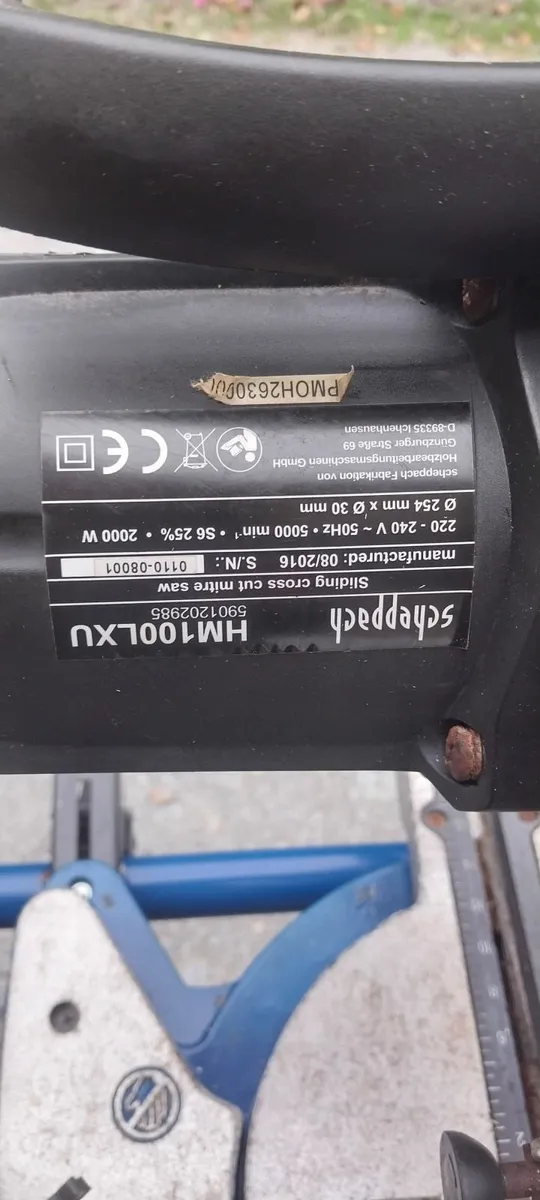 scheppach HM100LXU
5901202985
Sliding cross cut mitre saw
manufactured: 08/2016 S./N.: 0110-08001
220 - 240 V ~ 50Hz • 5000 min⁻¹ • S6 25% • 2000 W
Ø 254 mm x Ø 30 mm
scheppach Fabrikation von
Holzbearbeitungsmaschinen GmbH
Günzburger Straße 69
D-89335 Ichenhausen
CE